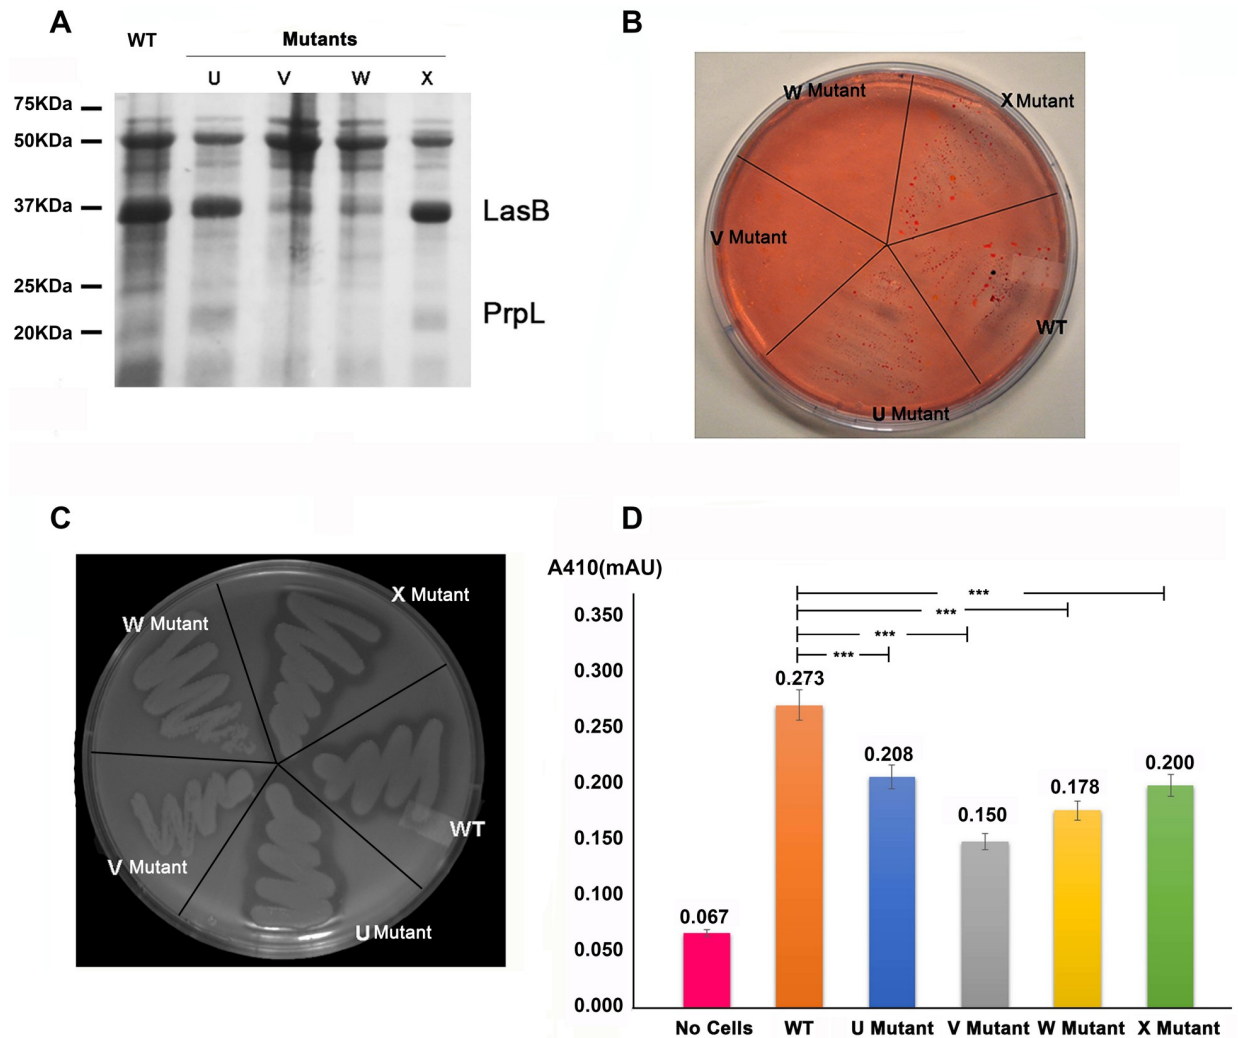 A
WT
Mutants
U
V
W
X
75KDa
50KDa
37KDa
25KDa
20KDa
LasB
PrpL
B
W Mutant
X Mutant
V Mutant
WT
U Mutant
C
X Mutant
W Mutant
WT
V Mutant
U Mutant
D
A410(mAU)
0.350
0.300
0.250
0.200
0.150
0.100
0.050
0.000
***
***
***
***
0.067
0.273
0.208
0.150
0.178
0.200
No Cells
WT
U Mutant
V Mutant
W Mutant
X Mutant